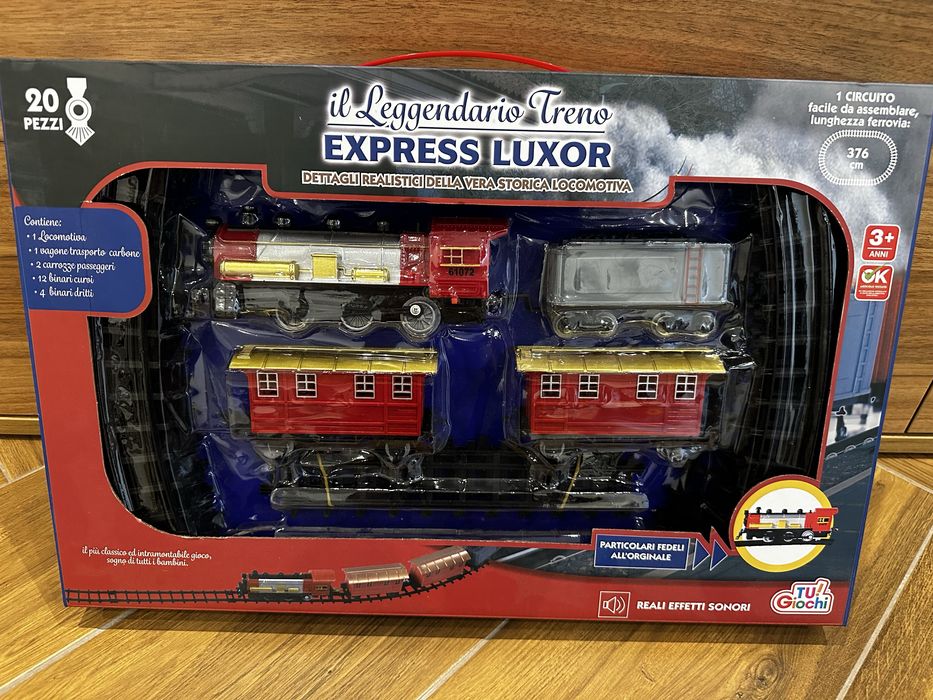 20
PEZZI
il Leggendario Treno
EXPRESS LUXOR
DETTAGLI REALISTICI DELLA VERA STORICA LOCOMOTIVA
1 CIRCUITO
facile da assemblare,
lunghezza ferrovia:
376
cm
Contiene:
• 1 Locomotiva
• 1 vagone trasporto carbone
• 2 carrozze passeggeri
• 12 binari curvi
• 4 binari dritti
3+
ANNI
OK
61072
il più classico ed intramontabile gioco,
sogno di tutti i bambini.
PARTICOLARI FEDELI
ALL'ORGINALE
REALI EFFETTI SONORI
TU!
Giochi